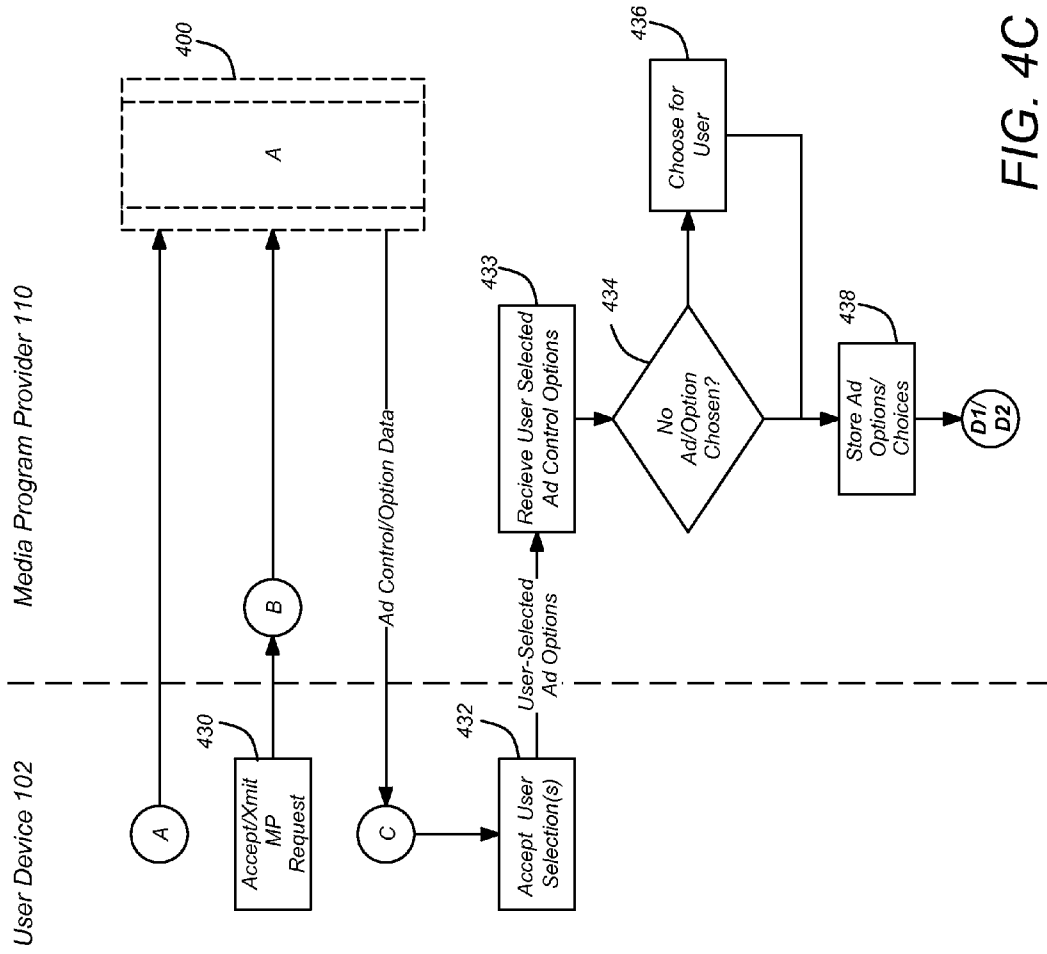 User Device 102
Media Program Provider 110
A
400
A
430
Accept/Xmit
MP
Request
B
Ad Control/Option Data
C
432
Accept User
Selection(s)
User-Selected
Ad Options
433
Recieve User Selected
Ad Control Options
434
No
Ad/Option
Chosen?
436
Choose for
User
438
Store Ad
Options/
Choices
D1/
D2
FIG. 4C